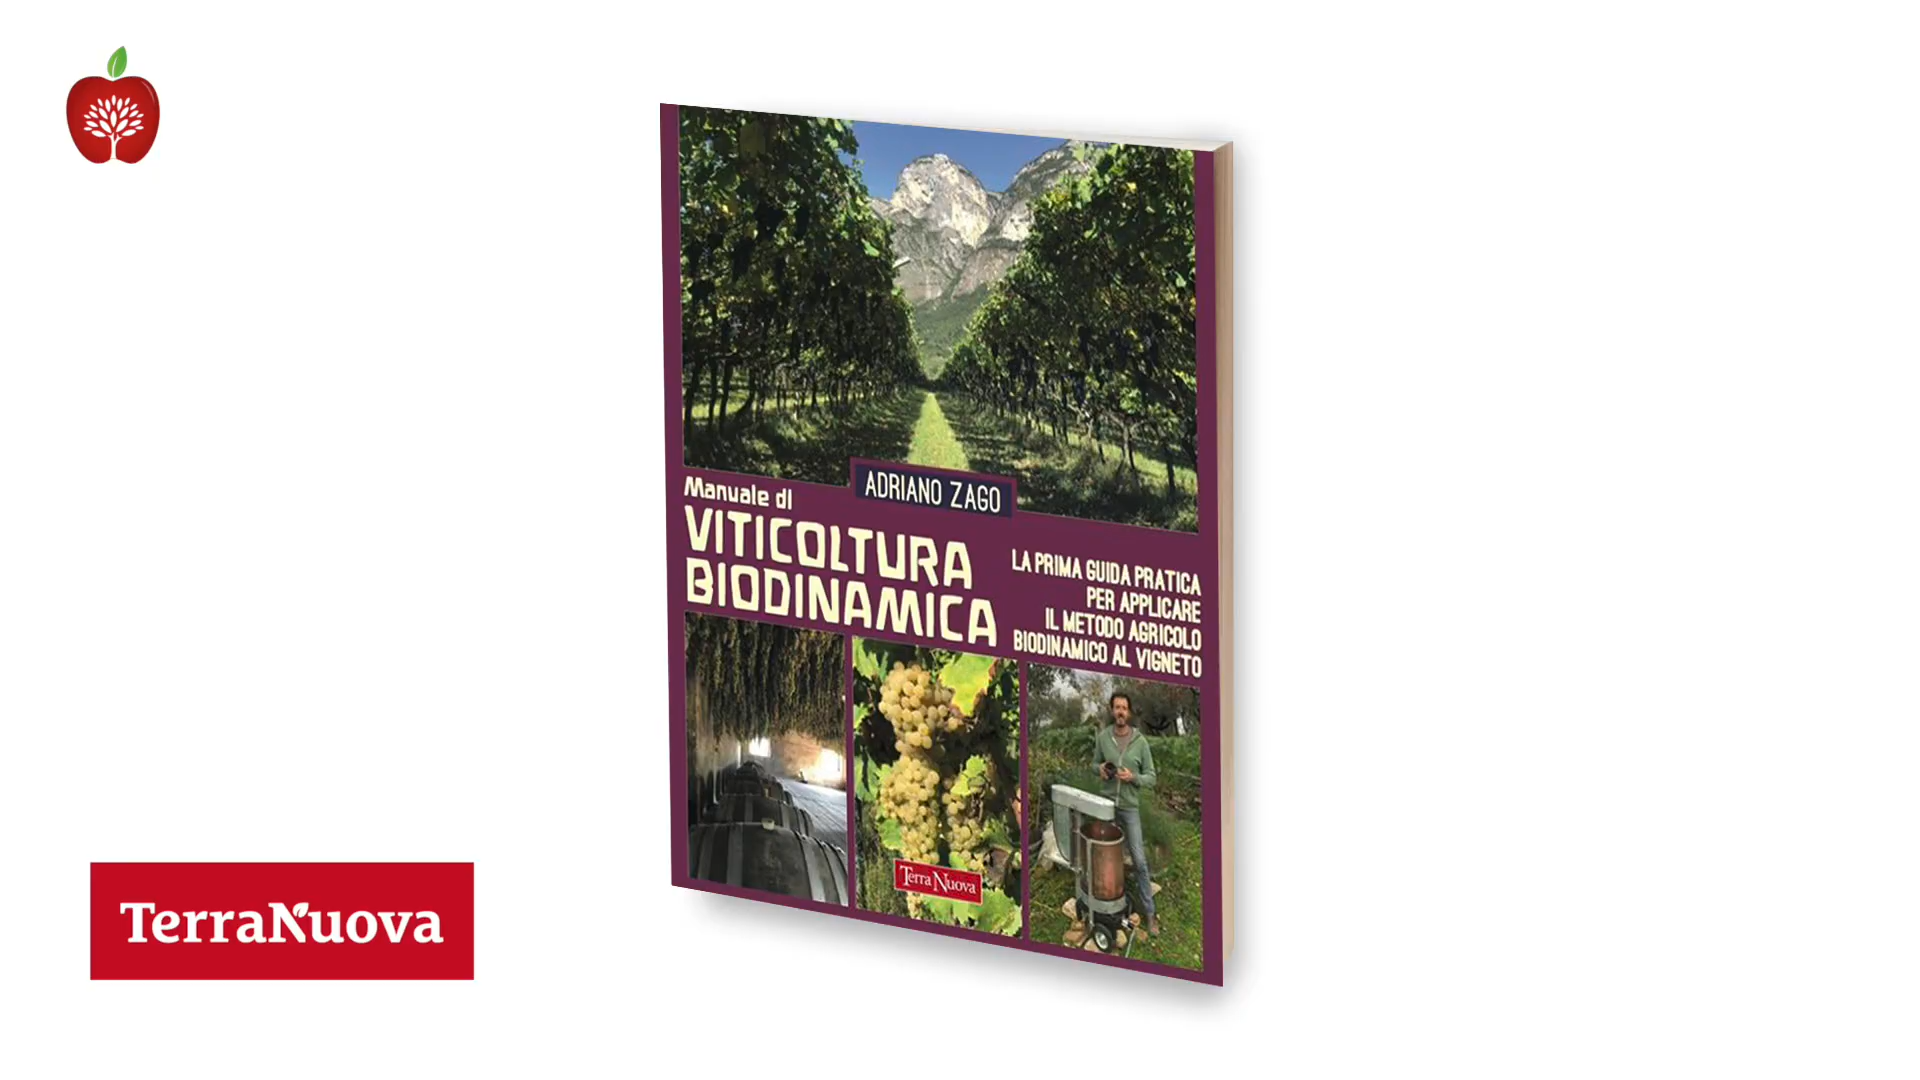 ADRIANO ZAGO
Manuale di
VITICOLTURA
BIODINAMICA
LA PRIMA GUIDA PRATICA
PER APPLICARE
IL METODO AGRICOLO
BIODINAMICO AL VIGNETO
Terra Nuova
TerraNuova